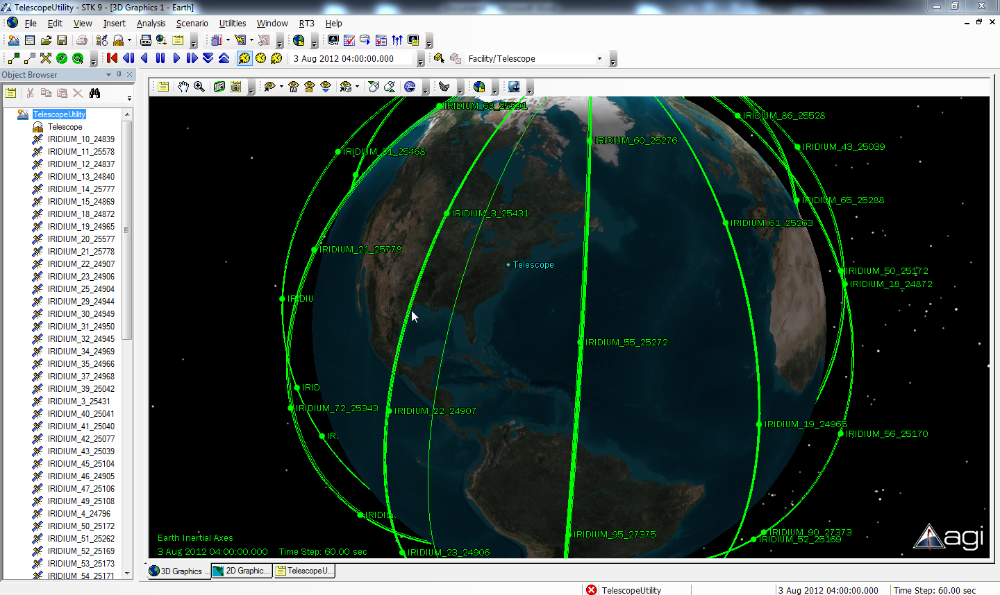 TelescopeUtility - STK 9 - [3D Graphics 1 - Earth]
File Edit View Insert Analysis Scenario Utilities Window RT3 Help
3 Aug 2012 04:00:00.000
Facility/Telescope
Object Browser
TelescopeUtility
Telescope
IRIDIUM_10_24839
IRIDIUM_11_25578
IRIDIUM_12_24837
IRIDIUM_13_24840
IRIDIUM_14_25777
IRIDIUM_15_24869
IRIDIUM_18_24872
IRIDIUM_19_24965
IRIDIUM_20_25577
IRIDIUM_21_25778
IRIDIUM_22_24907
IRIDIUM_23_24906
IRIDIUM_25_24904
IRIDIUM_29_24944
IRIDIUM_30_24949
IRIDIUM_31_24950
IRIDIUM_32_24945
IRIDIUM_34_24969
IRIDIUM_35_24966
IRIDIUM_37_24968
IRIDIUM_39_25042
IRIDIUM_3_25431
IRIDIUM_40_25041
IRIDIUM_41_25040
IRIDIUM_42_25077
IRIDIUM_43_25039
IRIDIUM_45_25104
IRIDIUM_46_24905
IRIDIUM_47_25106
IRIDIUM_49_25108
IRIDIUM_4_24796
IRIDIUM_50_25172
IRIDIUM_51_25262
IRIDIUM_52_25169
IRIDIUM_53_25173
IRIDIUM_54_25171
IRIDIUM_68_25291
IRIDIUM_86_25528
IRIDIUM_60_25276
IRIDIUM_43_25039
IRIDIUM_81_25468
IRIDIUM_65_25288
IRIDIUM_3_25431
IRIDIUM_61_25263
IRIDIUM_21_25778
Telescope
IRIDIUM_50_25172
IRIDIUM_18_24872
IRIDIU
IRIDIUM_55_25272
IRID
IRIDIUM_72_25343
IRIDIUM_22_24907
IRIDIUM_19_24965
IRIDIUM_56_25170
IR.
IRIDIU
IRIDIUM_95_27375
IRIDIUM_90_27373
IRIDIUM_52_25169
IRIDIUM_23_24906
Earth Inertial Axes
3 Aug 2012 04:00:00.000 Time Step: 60.00 sec
agi
3D Graphics ...
2D Graphic...
TelescopeU...
TelescopeUtility
3 Aug 2012 04:00:00.000
Time Step: 60.00 sec